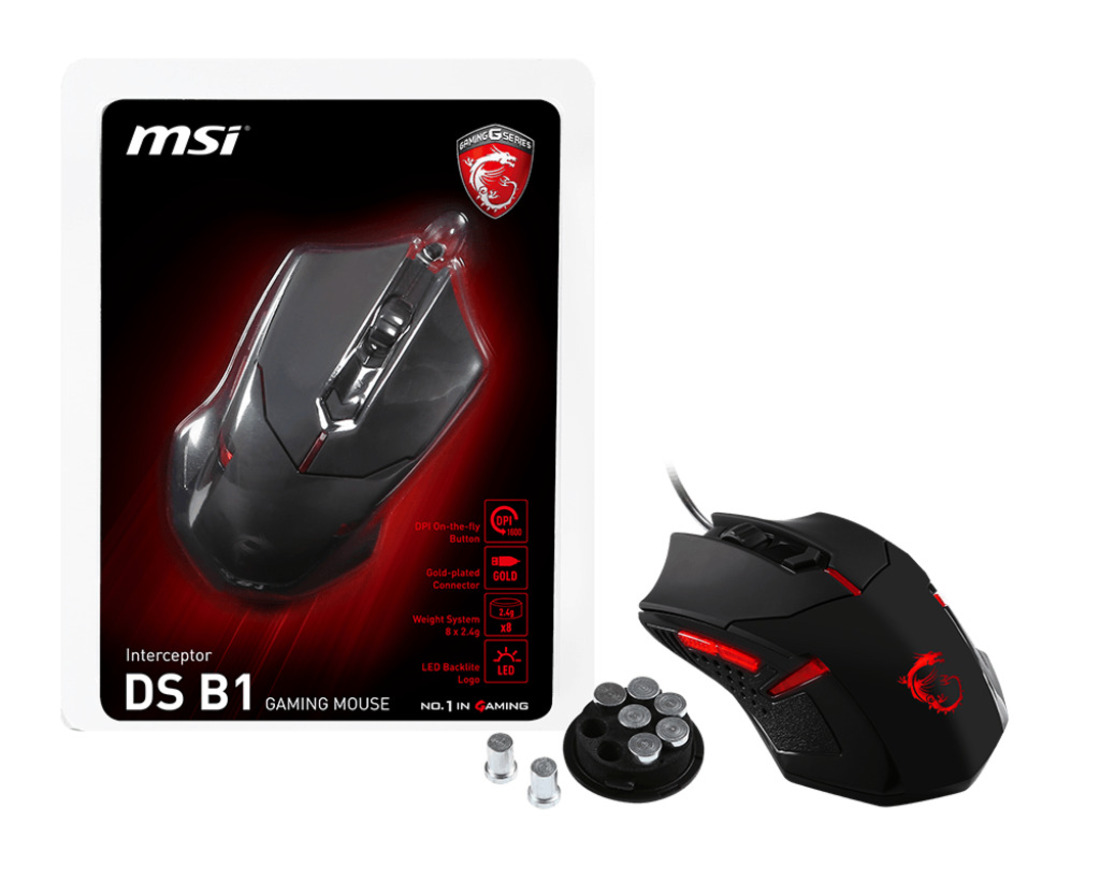 msi
GAMING G SERIES
DPI On-the-fly
Button
DPI
1600
Gold-plated
Connector
GOLD
Weight System
8 x 2.4g
2.4g
x8
LED Backlite
Logo
LED
Interceptor
DS B1 GAMING MOUSE
NO.1 IN GAMING